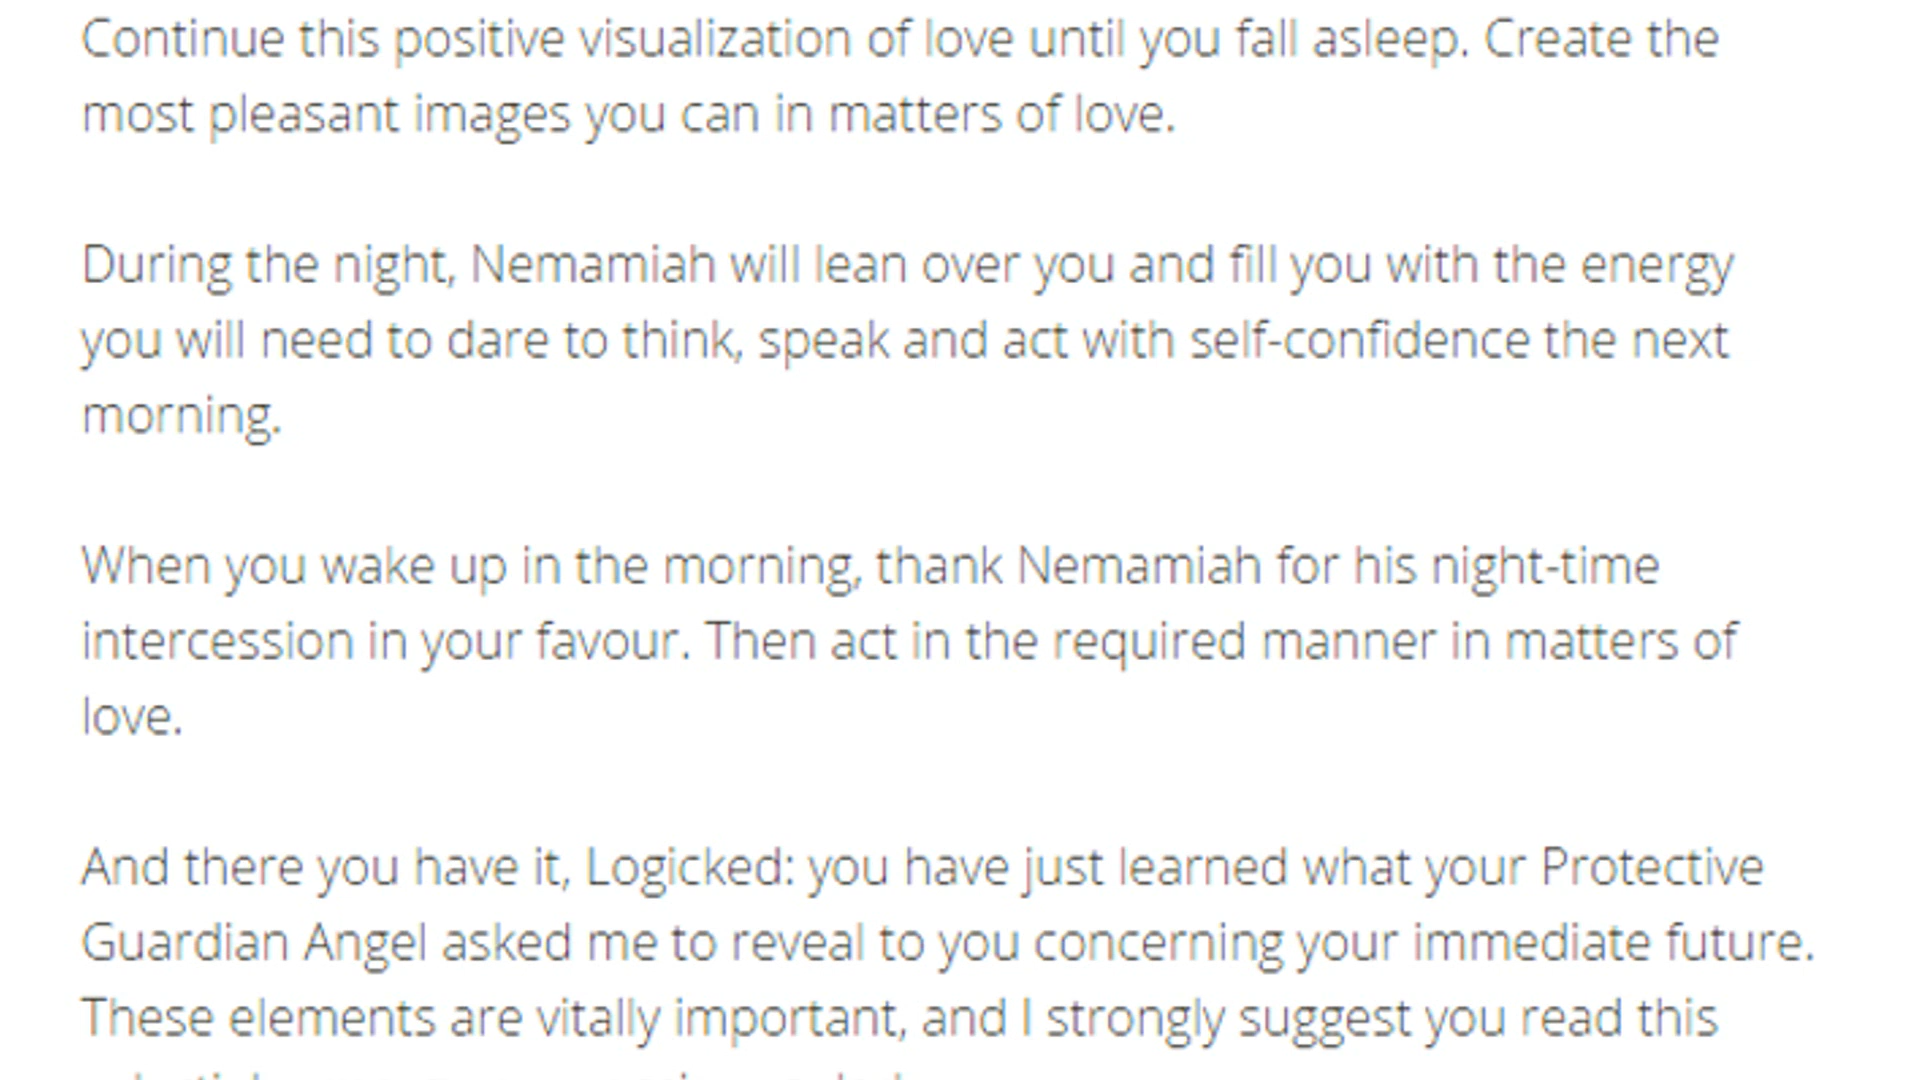 Continue this positive visualization of love until you fall asleep. Create the
most pleasant images you can in matters of love.
During the night, Nemamiah will lean over you and fill you with the energy
you will need to dare to think, speak and act with self-confidence the next
morning.
When you wake up in the morning, thank Nemamiah for his night-time
intercession in your favour. Then act in the required manner in matters of
love.
And there you have it, Logicked: you have just learned what your Protective
Guardian Angel asked me to reveal to you concerning your immediate future.
These elements are vitally important, and I strongly suggest you read this